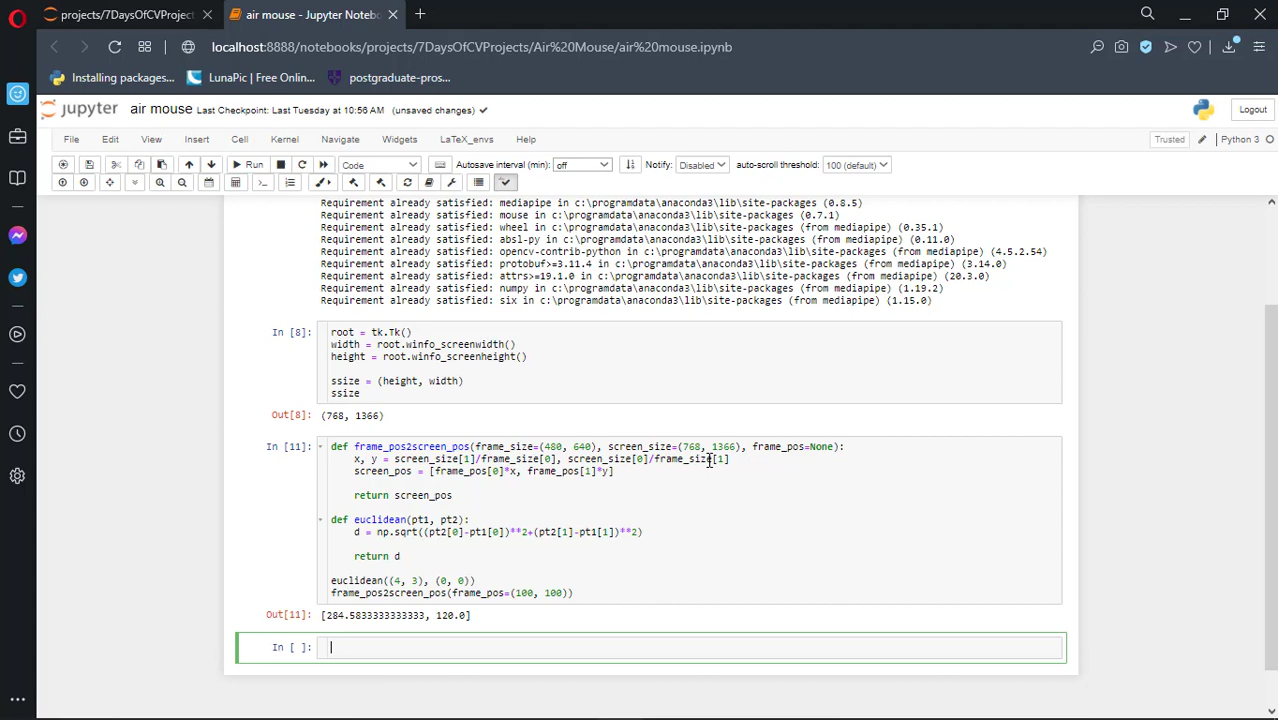 projects/7DaysOfCVProject
air mouse - Jupyter Notebo
localhost:8888/notebooks/projects/7DaysOfCVProjects/Air%20Mouse/air%20mouse.ipynb
Installing packages...
LunaPic | Free Onlin...
postgraduate-pros...
jupyter air mouse Last Checkpoint: Last Tuesday at 10:56 AM (unsaved changes)
Logout
File Edit View Insert Cell Kernel Navigate Widgets LaTeX_envs Help
Trusted Python 3
Run Code Autosave interval (min): off Notify: Disabled auto-scroll threshold: 100 (default)
Requirement already satisfied: mediapipe in c:\programdata\anaconda3\lib\site-packages (0.8.5)
Requirement already satisfied: mouse in c:\programdata\anaconda3\lib\site-packages (0.7.1)
Requirement already satisfied: wheel in c:\programdata\anaconda3\lib\site-packages (from mediapipe) (0.35.1)
Requirement already satisfied: absl-py in c:\programdata\anaconda3\lib\site-packages (from mediapipe) (0.11.0)
Requirement already satisfied: opencv-contrib-python in c:\programdata\anaconda3\lib\site-packages (from mediapipe) (4.5.2.54)
Requirement already satisfied: protobuf>=3.11.4 in c:\programdata\anaconda3\lib\site-packages (from mediapipe) (3.14.0)
Requirement already satisfied: attrs>=19.1.0 in c:\programdata\anaconda3\lib\site-packages (from mediapipe) (20.3.0)
Requirement already satisfied: numpy in c:\programdata\anaconda3\lib\site-packages (from mediapipe) (1.19.2)
Requirement already satisfied: six in c:\programdata\anaconda3\lib\site-packages (from mediapipe) (1.15.0)
In [8]: root = tk.Tk()
width = root.winfo_screenwidth()
height = root.winfo_screenheight()
ssize = (height, width)
ssize
Out[8]: (768, 1366)
In [11]: def frame_pos2screen_pos(frame_size=(480, 640), screen_size=(768, 1366), frame_pos=None):
x, y = screen_size[1]/frame_size[0], screen_size[0]/frame_size[1]
screen_pos = [frame_pos[0]*x, frame_pos[1]*y]
return screen_pos
def euclidean(pt1, pt2):
d = np.sqrt((pt2[0]-pt1[0])**2+(pt2[1]-pt1[1])**2)
return d
euclidean((4, 3), (0, 0))
frame_pos2screen_pos(frame_pos=(100, 100))
Out[11]: [284.5833333333333, 120.0]
In [ ]: